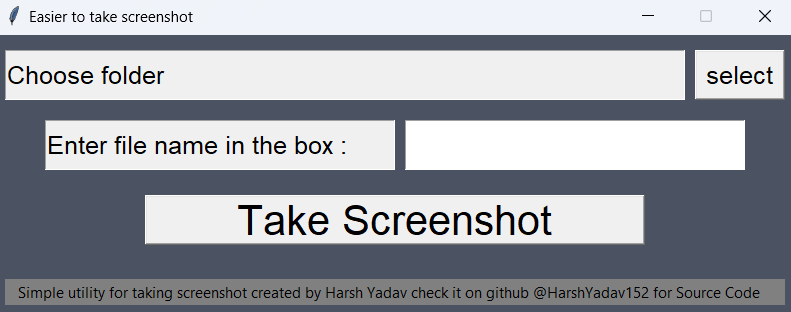 Easier to take screenshot
Choose folder select
Enter file name in the box :
Take Screenshot
Simple utility for taking screenshot created by Harsh Yadav check it on github @HarshYadav152 for Source Code